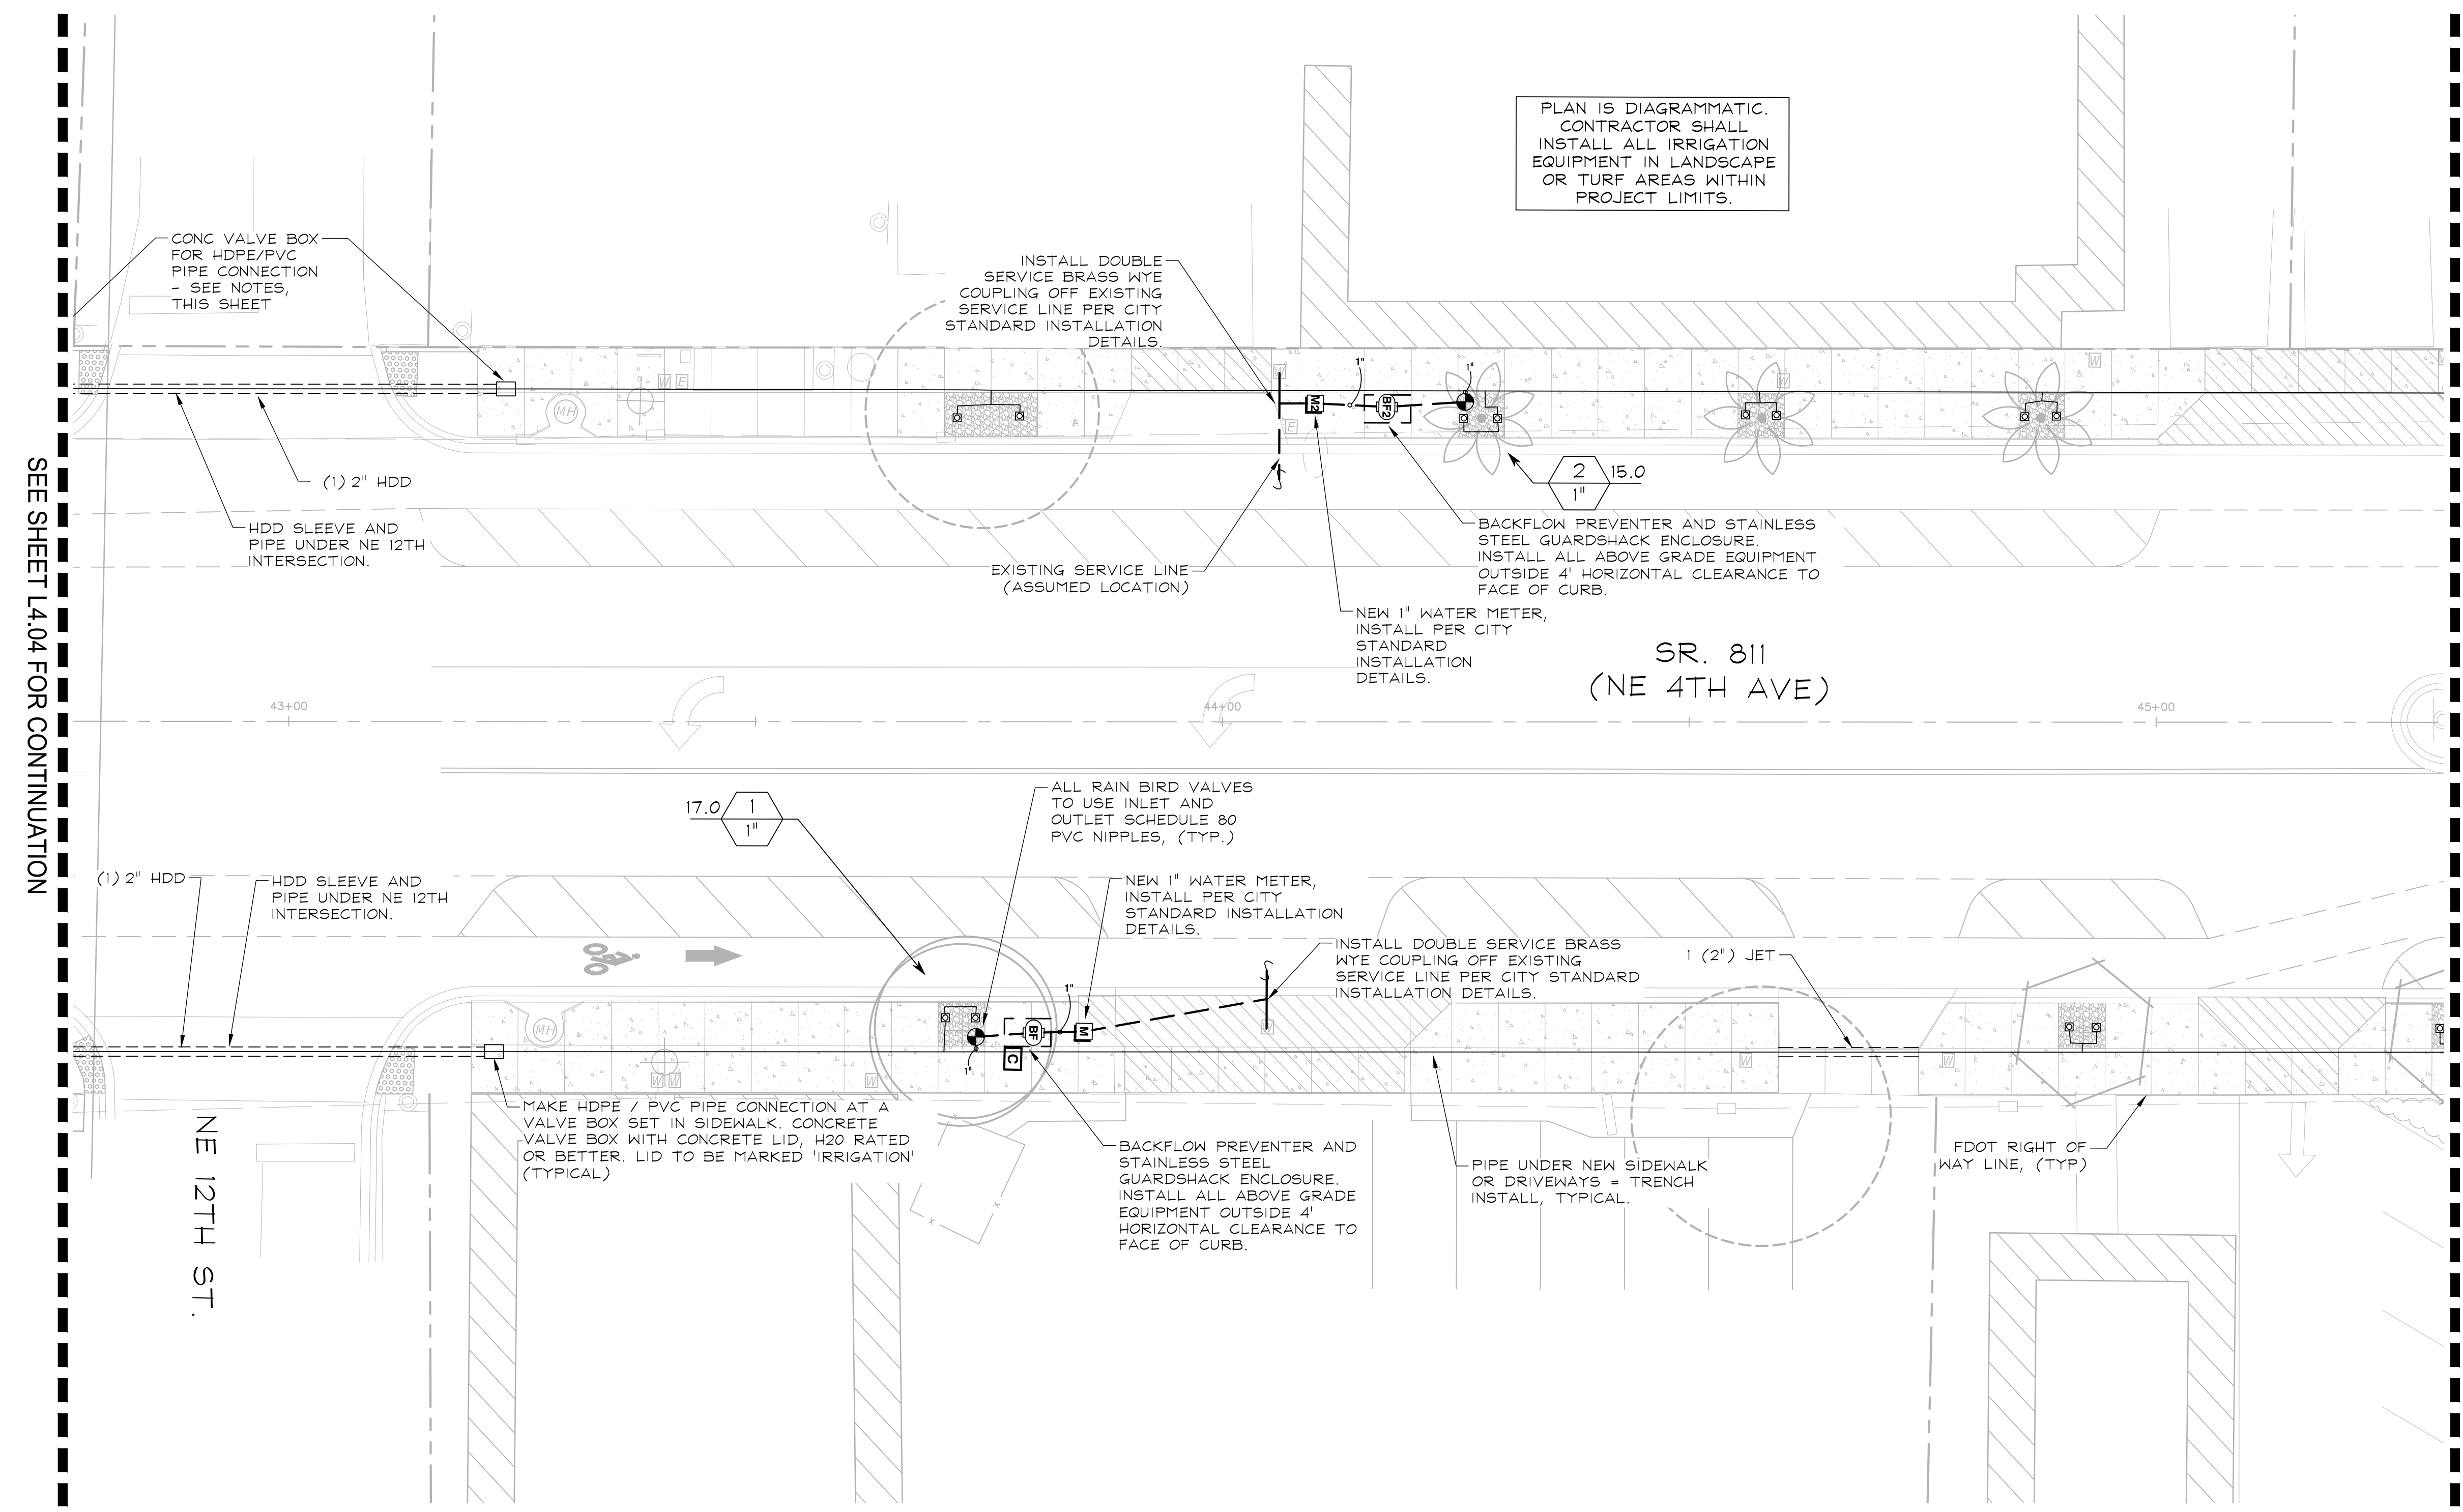 PLAN IS DIAGRAMMATIC.
CONTRACTOR SHALL
INSTALL ALL IRRIGATION
EQUIPMENT IN LANDSCAPE
OR TURF AREAS WITHIN
PROJECT LIMITS.
CONC VALVE BOX
FOR HDPE/PVC
PIPE CONNECTION
- SEE NOTES,
THIS SHEET
INSTALL DOUBLE
SERVICE BRASS WYE
COUPLING OFF EXISTING
SERVICE LINE PER CITY
STANDARD INSTALLATION
DETAILS.
W
E
MH
W
E
M2
1"
BF2
1"
W
W
(1) 2" HDD
HDD SLEEVE AND
PIPE UNDER NE 12TH
INTERSECTION.
2
1"
15.0
BACKFLOW PREVENTER AND STAINLESS
STEEL GUARDSHACK ENCLOSURE.
INSTALL ALL ABOVE GRADE EQUIPMENT
OUTSIDE 4' HORIZONTAL CLEARANCE TO
FACE OF CURB.
EXISTING SERVICE LINE
(ASSUMED LOCATION)
NEW 1" WATER METER,
INSTALL PER CITY
STANDARD
INSTALLATION
DETAILS.
SEE SHEET L4.04 FOR CONTINUATION
SR. 811
(NE 4TH AVE)
43+00
44+00
45+00
17.0
1
1"
ALL RAIN BIRD VALVES
TO USE INLET AND
OUTLET SCHEDULE 80
PVC NIPPLES, (TYP.)
(1) 2" HDD
HDD SLEEVE AND
PIPE UNDER NE 12TH
INTERSECTION.
NEW 1" WATER METER,
INSTALL PER CITY
STANDARD INSTALLATION
DETAILS.
INSTALL DOUBLE SERVICE BRASS
WYE COUPLING OFF EXISTING
SERVICE LINE PER CITY STANDARD
INSTALLATION DETAILS.
1 (2") JET
MH
1"
BF
M
1"
C
W
W
W
W
W
MAKE HDPE / PVC PIPE CONNECTION AT A
VALVE BOX SET IN SIDEWALK. CONCRETE
VALVE BOX WITH CONCRETE LID, H20 RATED
OR BETTER. LID TO BE MARKED 'IRRIGATION'
(TYPICAL)
BACKFLOW PREVENTER AND
STAINLESS STEEL
GUARDSHACK ENCLOSURE.
INSTALL ALL ABOVE GRADE
EQUIPMENT OUTSIDE 4'
HORIZONTAL CLEARANCE TO
FACE OF CURB.
PIPE UNDER NEW SIDEWALK
OR DRIVEWAYS = TRENCH
INSTALL, TYPICAL.
FDOT RIGHT OF
WAY LINE, (TYP)
NE 12TH ST.